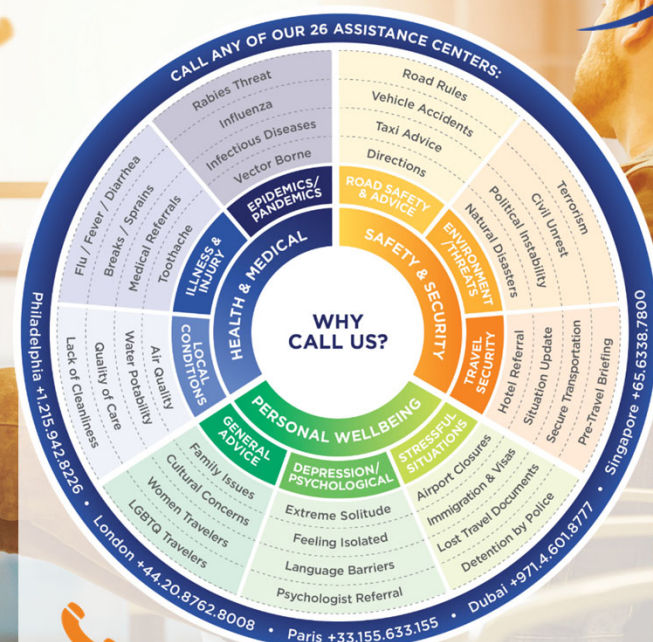 CALL ANY OF OUR 26 ASSISTANCE CENTERS:
WHY
CALL US?
HEALTH & MEDICAL
EPIDEMICS/
PANDEMICS
Rabies Threat
Influenza
Infectious Diseases
Vector Borne
ILLNESS &
INJURY
Flu / Fever / Diarrhea
Breaks / Sprains
Medical Referrals
Toothache
LOCAL
CONDITIONS
Lack of Cleanliness
Quality of Care
Water Potability
Air Quality
SAFETY & SECURITY
ROAD SAFETY
& ADVICE
Road Rules
Vehicle Accidents
Taxi Advice
Directions
ENVIRONMENT
/THREATS
Terrorism
Civil Unrest
Political Instability
Natural Disasters
TRAVEL
SECURITY
Hotel Referral
Situation Update
Secure Transportation
Pre-Travel Briefing
PERSONAL WELLBEING
GENERAL
ADVICE
Family Issues
Cultural Concerns
Women Travelers
LGBTQ Travelers
DEPRESSION/
PSYCHOLOGICAL
Extreme Solitude
Feeling Isolated
Language Barriers
Psychologist Referral
STRESSFUL
SITUATIONS
Airport Closures
Immigration & Visas
Lost Travel Documents
Detention by Police
Philadelphia +1.215.942.8226 • London +44.20.8762.8008 • Paris +33.155.633.155 • Dubai +971.4.601.8777 • Singapore +65.6338.7800